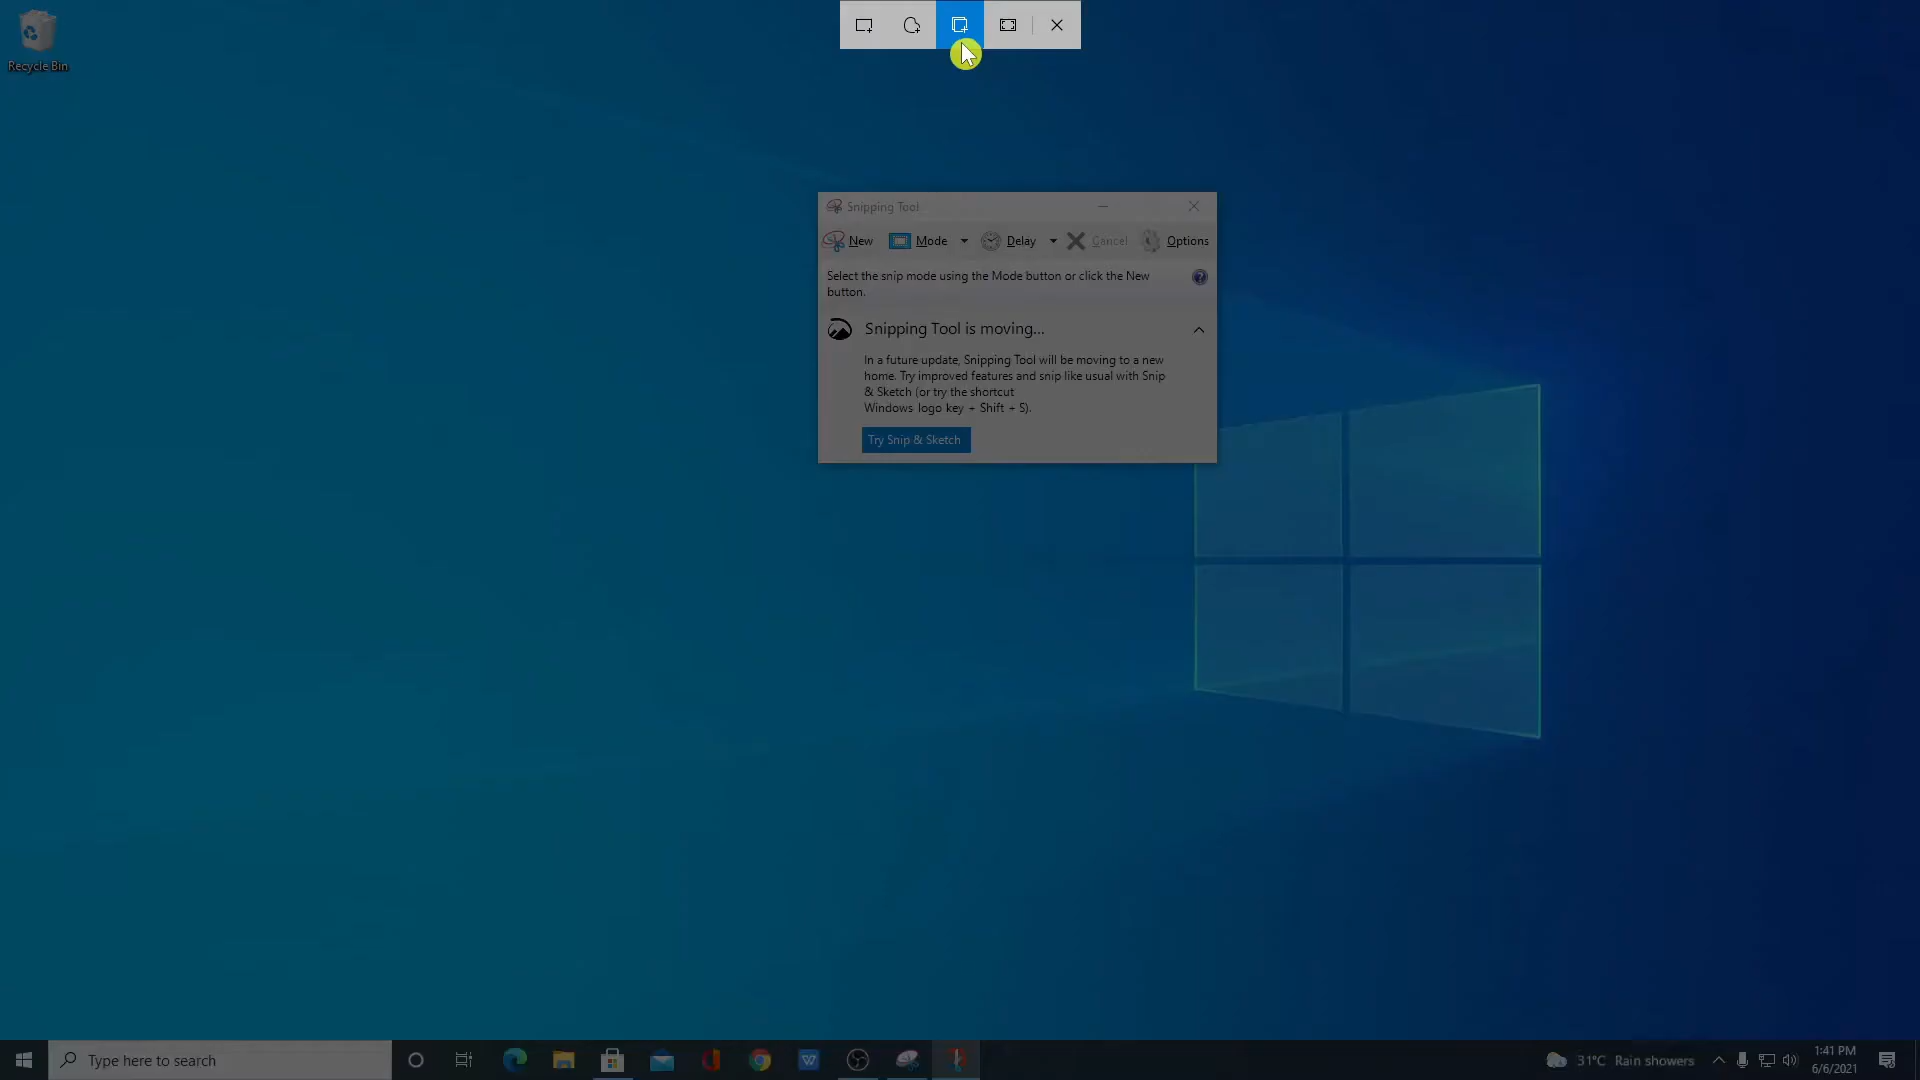 Recycle Bin
Snipping Tool
New Mode Delay Cancel Options
Select the snip mode using the Mode button or click the New
button.
Snipping Tool is moving...
In a future update, Snipping Tool will be moving to a new
home. Try improved features and snip like usual with Snip
& Sketch (or try the shortcut
Windows logo key + Shift + S).
Try Snip & Sketch
Type here to search
31°C Rain showers
1:41 PM
6/6/2021